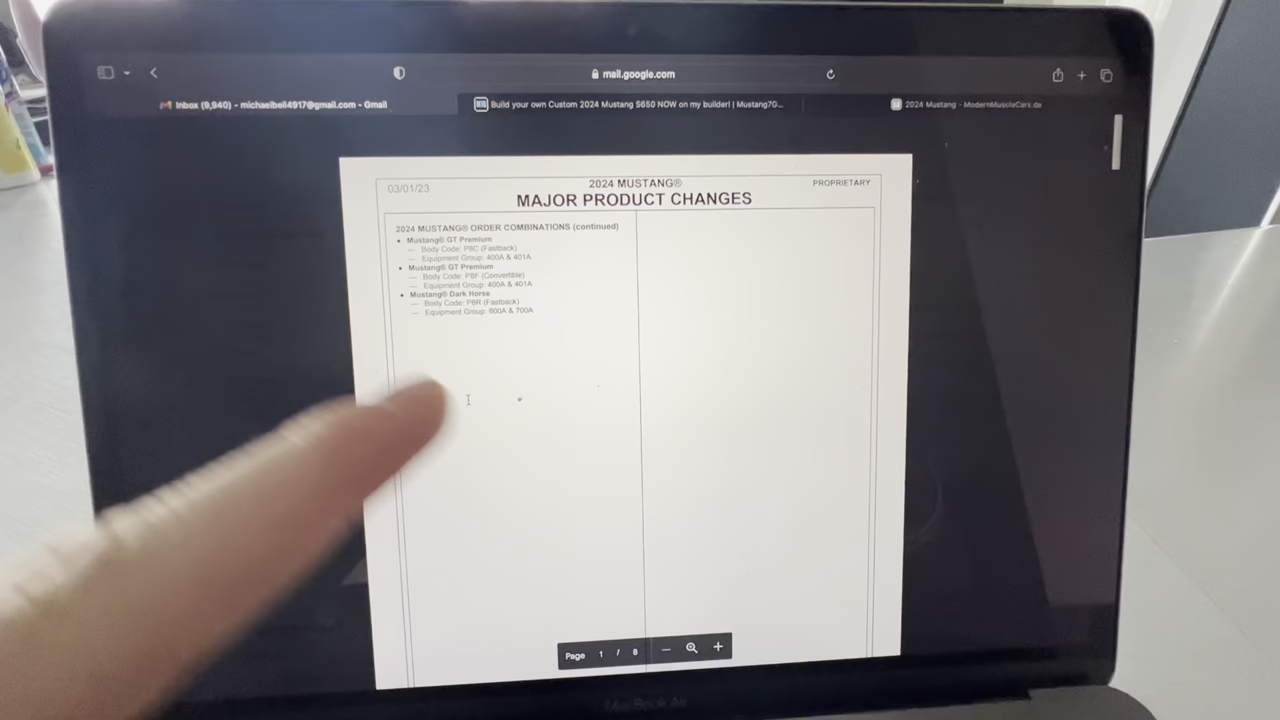 mail.google.com
Inbox (9,940) - michaelbell4917@gmail.com - Gmail
Build your own Custom 2024 Mustang S650 NOW on my builder! | Mustang7G...
2024 Mustang - ModernMuscleCars.de
03/01/23
2024 MUSTANG®
PROPRIETARY
MAJOR PRODUCT CHANGES
2024 MUSTANG® ORDER COMBINATIONS (continued)
• Mustang® GT Premium
— Body Code: P8C (Fastback)
— Equipment Group: 400A & 401A
• Mustang® GT Premium
— Body Code: P8F (Convertible)
— Equipment Group: 400A & 401A
• Mustang® Dark Horse
— Body Code: P8R (Fastback)
— Equipment Group: 600A & 700A
Page 1 / 8
MacBook Air